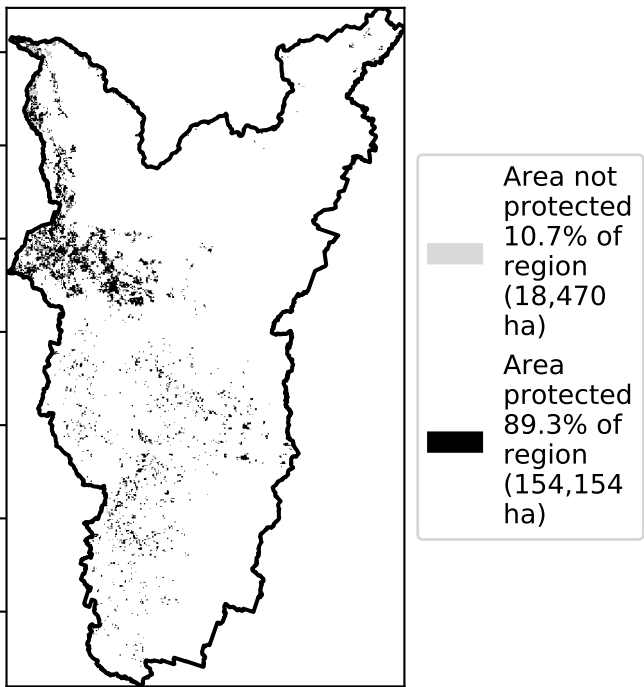 Area not
protected
10.7% of
region
(18,470
ha)
Area
protected
89.3% of
region
(154,154
ha)